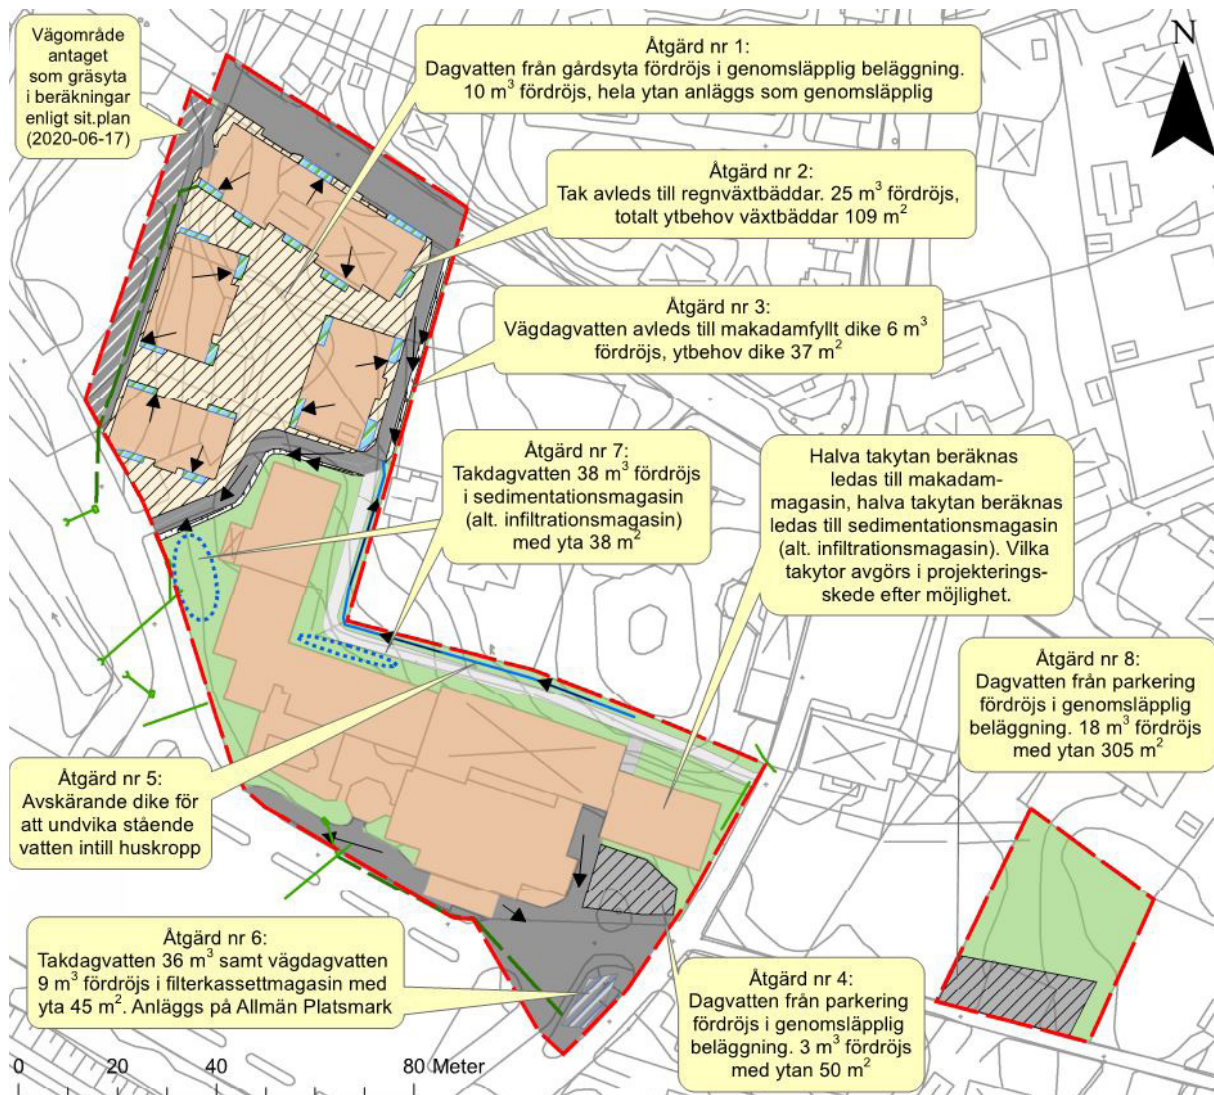 Vägområde
antaget
som gräsyta
i beräkningar
enligt sit.plan
(2020-06-17)
Åtgärd nr 1:
Dagvatten från gårdsyta fördröjs i genomsläpplig beläggning.
10 m³ fördröjs, hela ytan anläggs som genomsläpplig
N
Åtgärd nr 2:
Tak avleds till regnväxtbäddar. 25 m³ fördröjs,
totalt ytbehov växtbäddar 109 m²
Åtgärd nr 3:
Vägdagvatten avleds till makadamfyllt dike 6 m³
fördröjs, ytbehov dike 37 m²
Åtgärd nr 7:
Takdagvatten 38 m³ fördröjs
i sedimentationsmagasin
(alt. infiltrationsmagasin)
med yta 38 m²
Halva takytan beräknas
ledas till makadam-
magasin, halva takytan beräknas
ledas till sedimentationsmagasin
(alt. infiltrationsmagasin). Vilka
takytor avgörs i projekterings-
skede efter möjlighet.
Åtgärd nr 8:
Dagvatten från parkering
fördröjs i genomsläpplig
beläggning. 18 m³ fördröjs
med ytan 305 m²
Åtgärd nr 5:
Avskärande dike för
att undvika stående
vatten intill huskropp
Åtgärd nr 6:
Takdagvatten 36 m³ samt vägdagvatten
9 m³ fördröjs i filterkassettmagasin med
yta 45 m². Anläggs på Allmän Platsmark
Åtgärd nr 4:
Dagvatten från parkering
fördröjs i genomsläpplig
beläggning. 3 m³ fördröjs
med ytan 50 m²
0 20 40 80 Meter